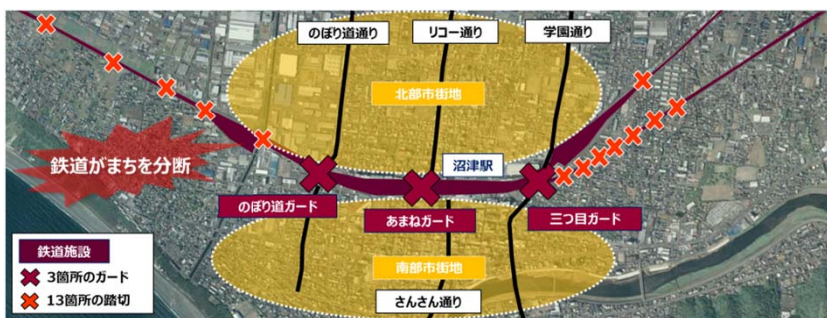 のぼり道通り
リコー通り
学園通り
北部市街地
鉄道がまちを分断
沼津駅
のぼり道ガード
あまねガード
三つ目ガード
鉄道施設
3箇所のガード
13箇所の踏切
南部市街地
さんさん通り